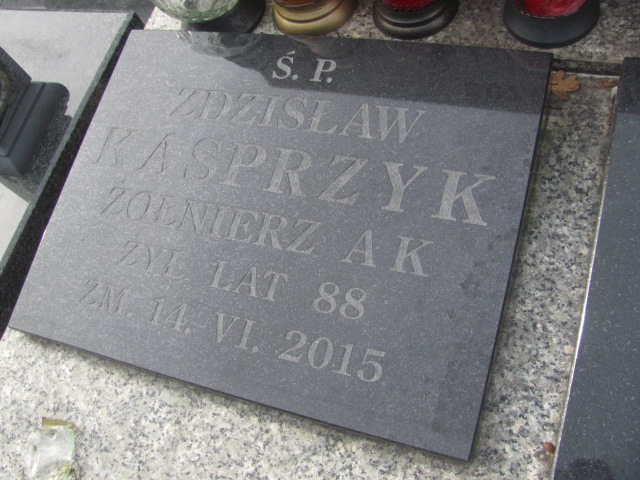 Ś. P.
ZDZISŁAW
KASPRZYK
ŻOŁNIERZ AK
ŻYŁ LAT 88
ZM. 14. VI. 2015